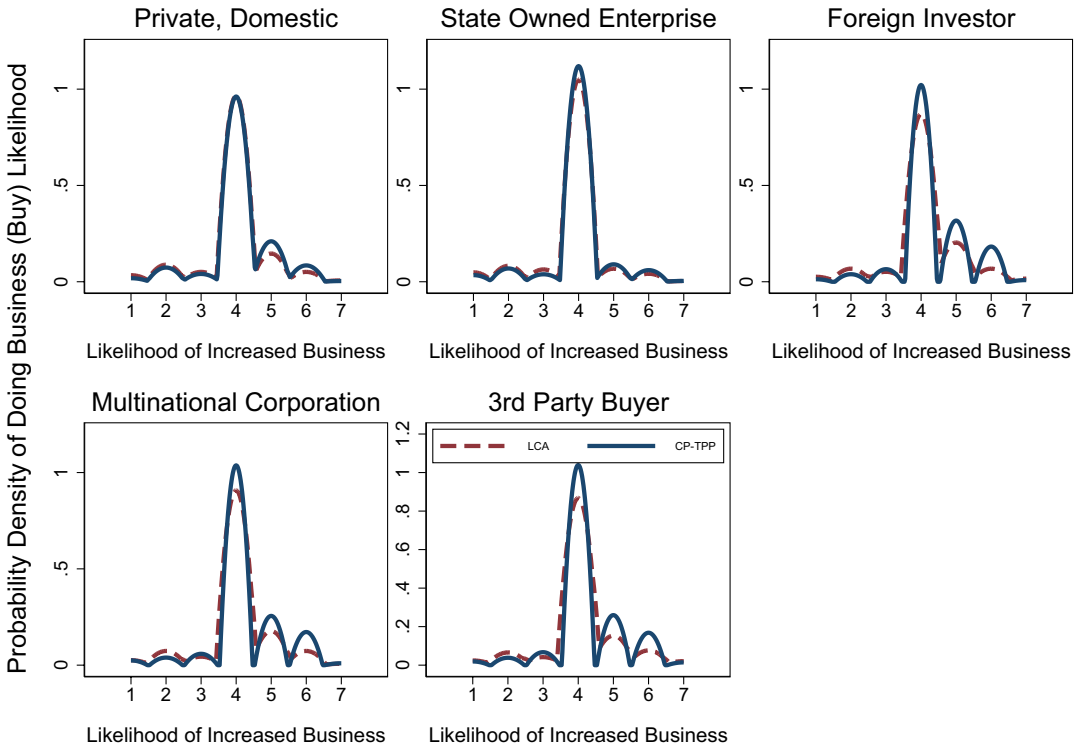 Probability Density of Doing Business (Buy) Likelihood
Private, Domestic
1
.5
0
1 2 3 4 5 6 7
Likelihood of Increased Business
State Owned Enterprise
1
.5
0
1 2 3 4 5 6 7
Likelihood of Increased Business
Foreign Investor
1
.5
0
1 2 3 4 5 6 7
Likelihood of Increased Business
Multinational Corporation
1
.5
0
1 2 3 4 5 6 7
Likelihood of Increased Business
3rd Party Buyer
LCA CP-TPP
1.2
1
.8
.6
.4
.2
0
1 2 3 4 5 6 7
Likelihood of Increased Business